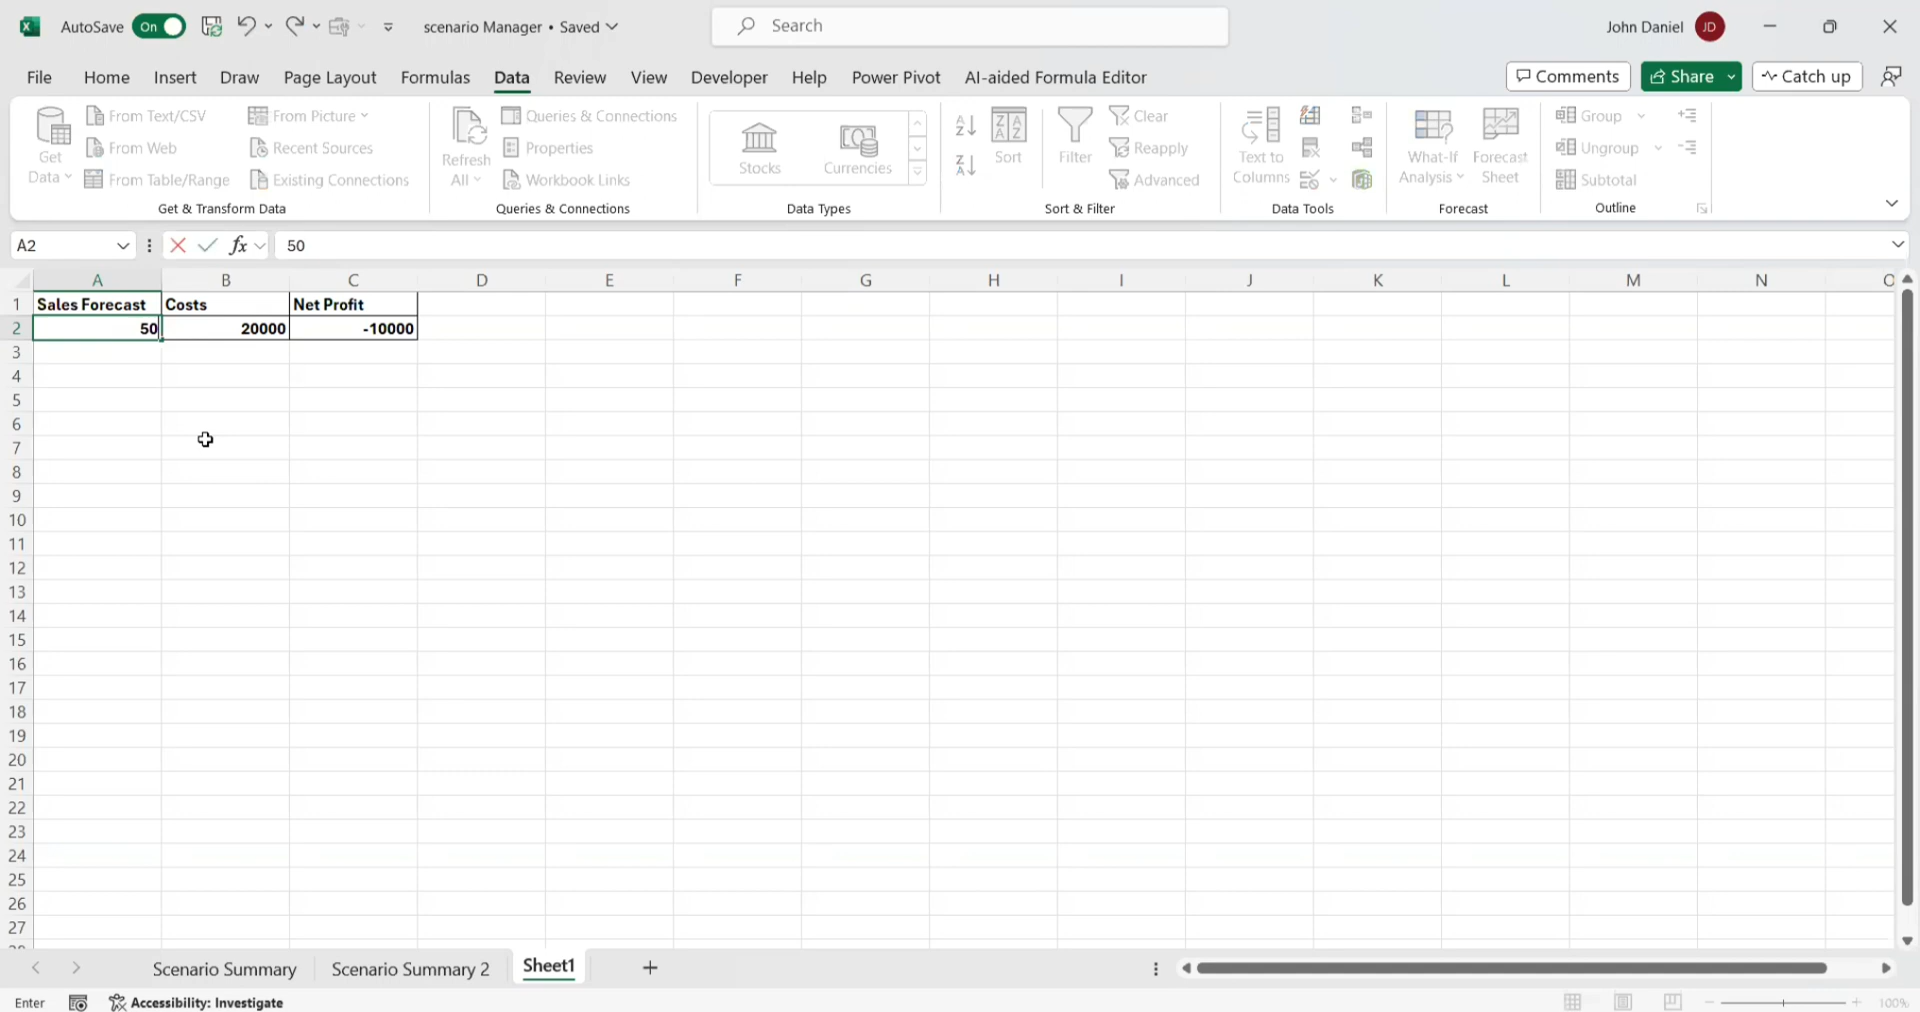 AutoSave On scenario Manager • Saved Search John Daniel JD
File Home Insert Draw Page Layout Formulas Data Review View Developer Help Power Pivot AI-aided Formula Editor Comments Share Catch up
Get Data
From Text/CSV
From Web
From Table/Range
From Picture
Recent Sources
Existing Connections
Get & Transform Data
Refresh All
Queries & Connections
Properties
Workbook Links
Queries & Connections
Stocks
Currencies
Data Types
Sort
Filter
Clear
Reapply
Advanced
Sort & Filter
Text to Columns
Data Tools
What-If Analysis
Forecast Sheet
Forecast
Group
Ungroup
Subtotal
Outline
A2 fx 50
A B C D E F G H I J K L M N O
1 Sales Forecast Costs Net Profit
2 50 20000 -10000
3
4
5
6
7
8
9
10
11
12
13
14
15
16
17
18
19
20
21
22
23
24
25
26
27
Scenario Summary Scenario Summary 2 Sheet1
Enter Accessibility: Investigate 100%